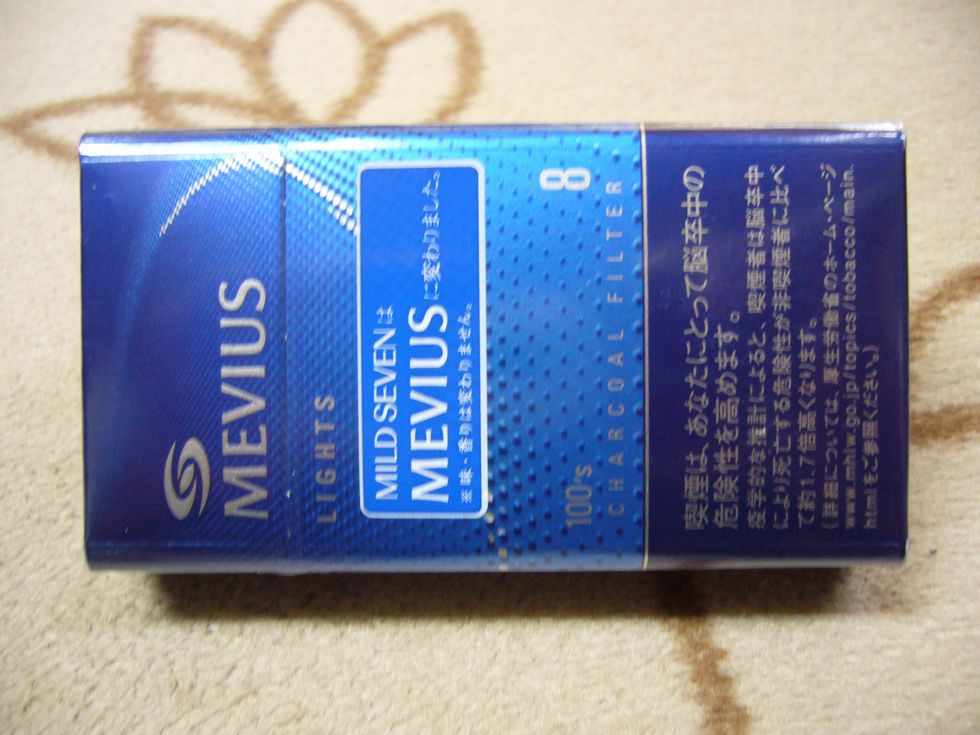 MEVIUS
LIGHTS
MILD SEVENは
MEVIUSに変わりました。
※味・香りは変わりません。
8
100's
CHARCOAL FILTER
喫煙は、あなたにとって脳卒中の
危険性を高めます。
疫学的な推計によると、喫煙者は脳卒中
により死亡する危険性が非喫煙者に比べ
て約1.7倍高くなります。
(詳細については、厚生労働省のホーム・ページ
www.mhlw.go.jp/topics/tobacco/main.
htmlをご参照ください。)